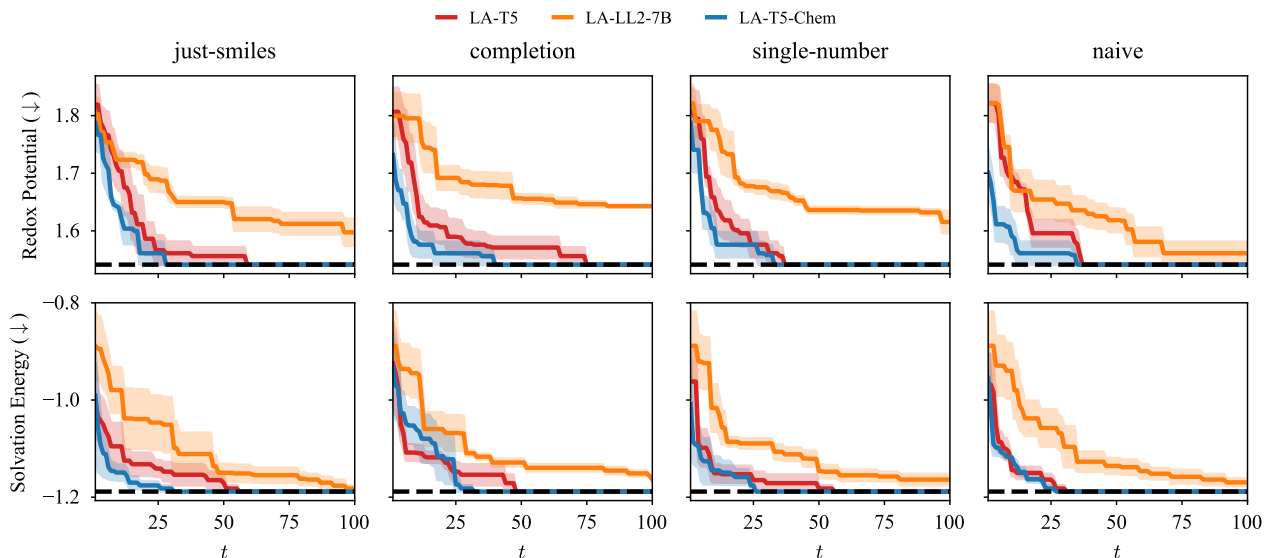 LA-T5 LA-LL2-7B LA-T5-Chem
just-smiles completion single-number naive
Redox Potential (↓)
1.8
1.7
1.6
Solvation Energy (↓)
−0.8
−1.0
−1.2
25 50 75 100 25 50 75 100 25 50 75 100 25 50 75 100
t t t t